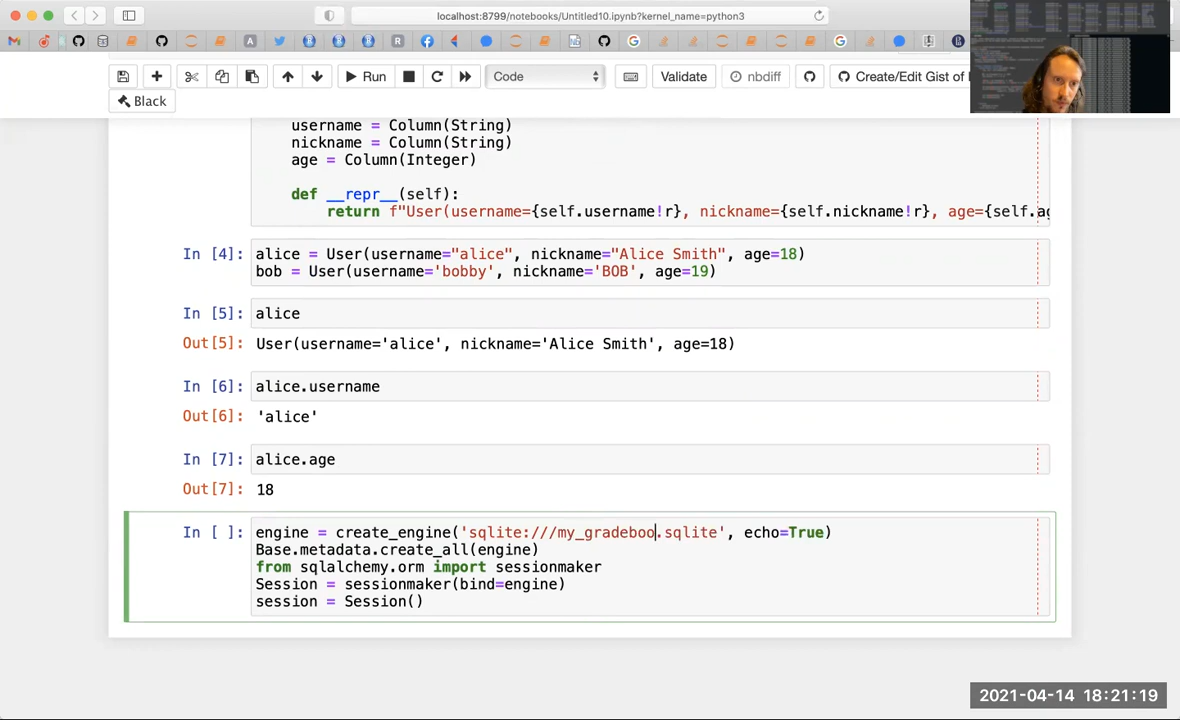 localhost:8799/notebooks/Untitled10.ipynb?kernel_name=python3
Run
Code
Validate
nbdiff
Create/Edit Gist of
Black
username = Column(String)
nickname = Column(String)
age = Column(Integer)
def __repr__(self):
return f"User(username={self.username!r}, nickname={self.nickname!r}, age={self.ag
In [4]: alice = User(username="alice", nickname="Alice Smith", age=18)
bob = User(username='bobby', nickname='BOB', age=19)
In [5]: alice
Out[5]: User(username='alice', nickname='Alice Smith', age=18)
In [6]: alice.username
Out[6]: 'alice'
In [7]: alice.age
Out[7]: 18
In [ ]: engine = create_engine('sqlite:///my_gradeboo.sqlite', echo=True)
Base.metadata.create_all(engine)
from sqlalchemy.orm import sessionmaker
Session = sessionmaker(bind=engine)
session = Session()
2021-04-14 18:21:19